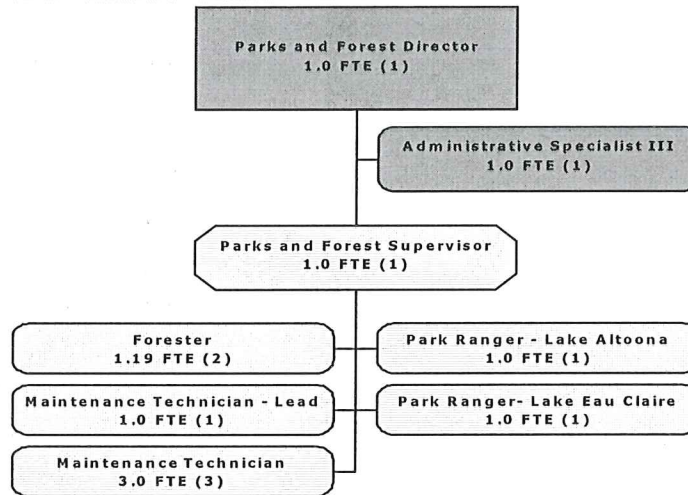 Parks and Forest Director
1.0 FTE (1)
Administrative Specialist III
1.0 FTE (1)
Parks and Forest Supervisor
1.0 FTE (1)
Forester
1.19 FTE (2)
Park Ranger - Lake Altoona
1.0 FTE (1)
Maintenance Technician - Lead
1.0 FTE (1)
Park Ranger- Lake Eau Claire
1.0 FTE (1)
Maintenance Technician
3.0 FTE (3)